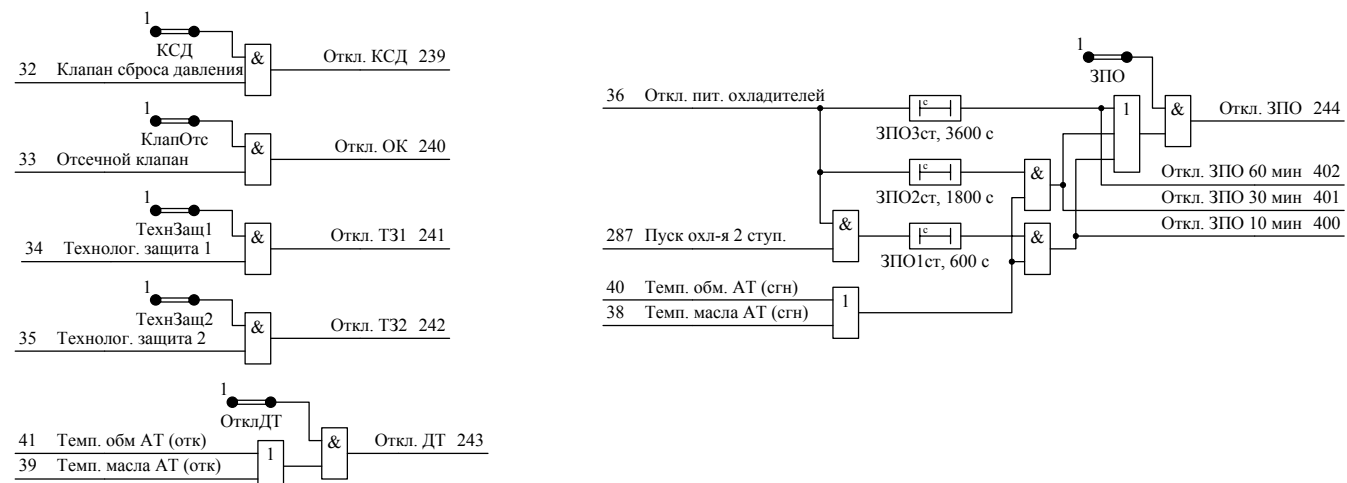 1
КСД
&
Откл. КСД 239
32 Клапан сброса давления
1
КлапОтс
&
Откл. ОК 240
33 Отсечной клапан
1
ТехнЗащ1
&
Откл. ТЗ1 241
34 Технолог. защита 1
1
ТехнЗащ2
&
Откл. ТЗ2 242
35 Технолог. защита 2
1
ОтклДТ
41 Темп. обм АТ (отк)
1
&
Откл. ДТ 243
39 Темп. масла АТ (отк)
1
ЗПО
36 Откл. пит. охладителей
с
1
&
Откл. ЗПО 244
ЗПО3ст, 3600 с
с
&
Откл. ЗПО 60 мин 402
ЗПО2ст, 1800 с
Откл. ЗПО 30 мин 401
287 Пуск охл-я 2 ступ.
&
с
&
Откл. ЗПО 10 мин 400
ЗПО1ст, 600 с
40 Темп. обм. АТ (сгн)
1
38 Темп. масла АТ (сгн)